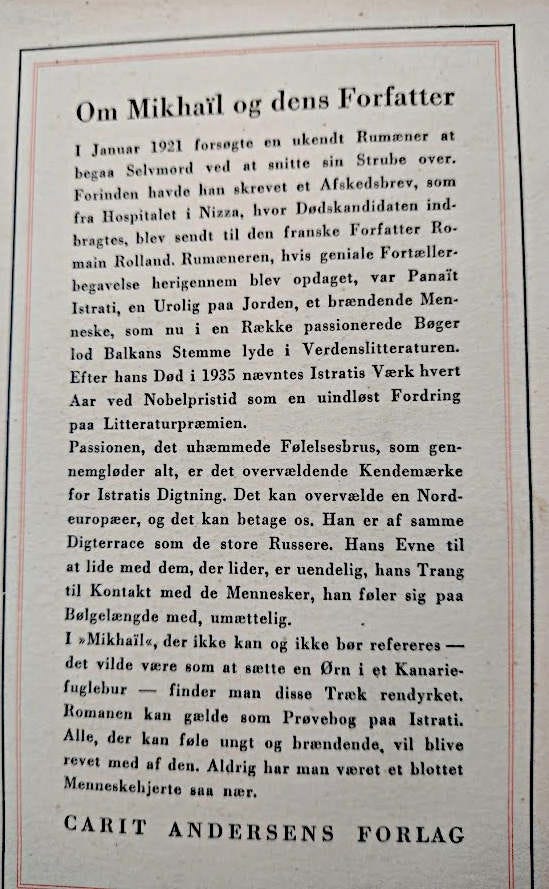 Om Mikhaïl og dens Forfatter
I Januar 1921 forsøgte en ukendt Rumæner at
begaa Selvmord ved at snitte sin Strube over.
Forinden havde han skrevet et Afskedsbrev, som
fra Hospitalet i Nizza, hvor Dødskandidaten ind-
bragtes, blev sendt til den franske Forfatter Ro-
main Rolland. Rumæneren, hvis geniale Fortæller-
begavelse herigennem blev opdaget, var Panaït
Istrati, en Urolig paa Jorden, et brændende Men-
neske, som nu i en Række passionerede Bøger
lod Balkans Stemme lyde i Verdenslitteraturen.
Efter hans Død i 1935 nævntes Istratis Værk hvert
Aar ved Nobelpristid som en uindløst Fordring
paa Litteraturpræmien.
Passionen, det uhæmmede Følelsesbrus, som gen-
nemgløder alt, er det overvældende Kendemærke
for Istratis Digtning. Det kan overvælde en Nord-
europæer, og det kan betage os. Han er af samme
Digterrace som de store Russere. Hans Evne til
at lide med dem, der lider, er uendelig, hans Trang
til Kontakt med de Mennesker, han føler sig paa
Bølgelængde med, umættelig.
I »Mikhaïl«, der ikke kan og ikke bør refereres —
det vilde være som at sætte en Ørn i et Kanarie-
fuglebur — finder man disse Træk rendyrket.
Romanen kan gælde som Prøvebog paa Istrati.
Alle, der kan føle ungt og brændende, vil blive
revet med af den. Aldrig har man været et blottet
Menneskehjerte saa nær.
CARIT ANDERSENS FORLAG